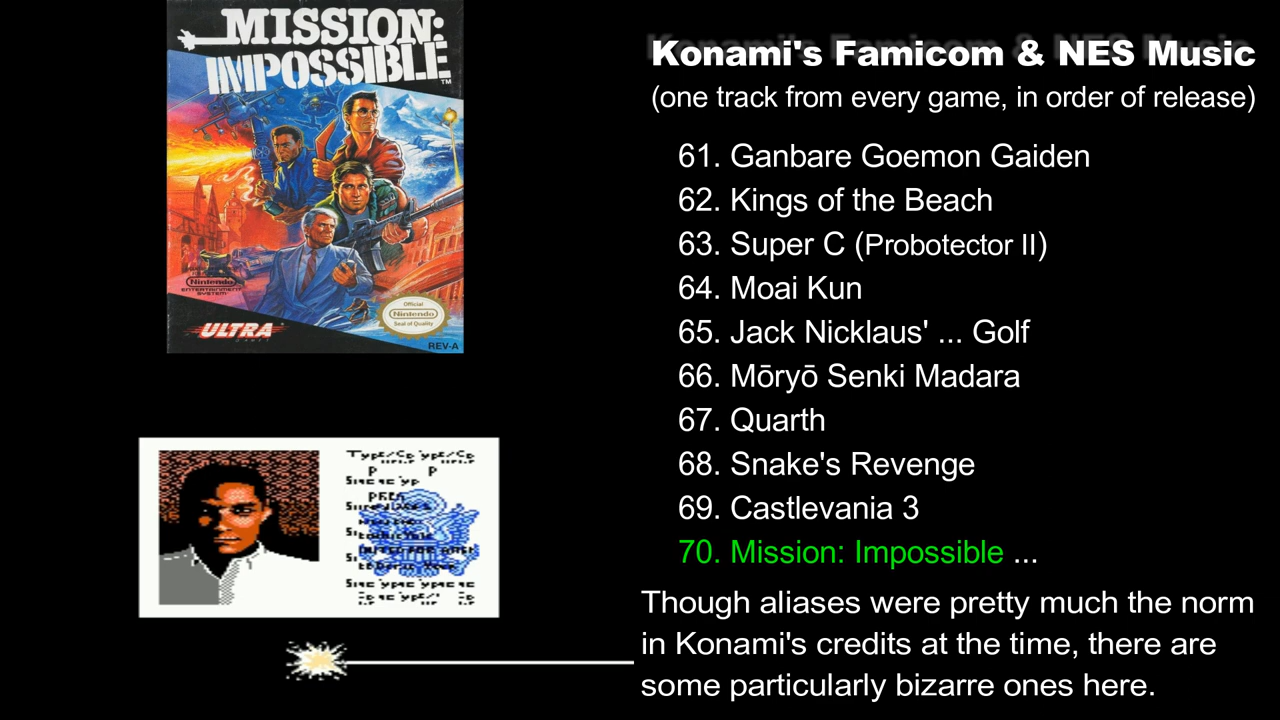 MISSION:
IMPOSSIBLE
TM
Nintendo
ENTERTAINMENT
SYSTEM
ULTRA
GAMES
Official
Nintendo
Seal of Quality
REV-A
Konami's Famicom & NES Music
(one track from every game, in order of release)
61. Ganbare Goemon Gaiden
62. Kings of the Beach
63. Super C (Probotector II)
64. Moai Kun
65. Jack Nicklaus' ... Golf
66. Mōryō Senki Madara
67. Quarth
68. Snake's Revenge
69. Castlevania 3
70. Mission: Impossible ...
Though aliases were pretty much the norm
in Konami's credits at the time, there are
some particularly bizarre ones here.